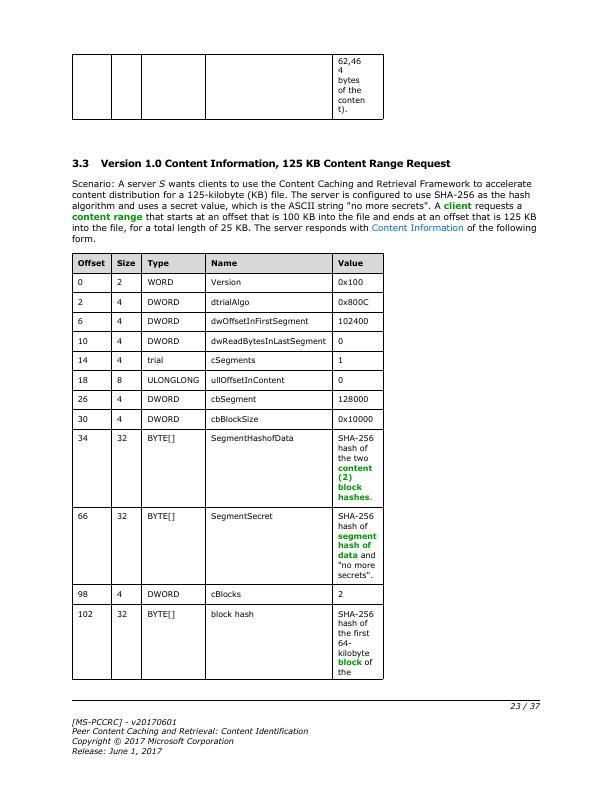 62,46
4
bytes
of the
conten
t).
3.3 Version 1.0 Content Information, 125 KB Content Range Request
Scenario: A server S wants clients to use the Content Caching and Retrieval Framework to accelerate
content distribution for a 125-kilobyte (KB) file. The server is configured to use SHA-256 as the hash
algorithm and uses a secret value, which is the ASCII string "no more secrets". A client requests a
content range that starts at an offset that is 100 KB into the file and ends at an offset that is 125 KB
into the file, for a total length of 25 KB. The server responds with Content Information of the following
form.
Offset Size Type Name Value
0 2 WORD Version 0x100
2 4 DWORD dtrialAlgo 0x800C
6 4 DWORD dwOffsetInFirstSegment 102400
10 4 DWORD dwReadBytesInLastSegment 0
14 4 trial cSegments 1
18 8 ULONGLONG ullOffsetInContent 0
26 4 DWORD cbSegment 128000
30 4 DWORD cbBlockSize 0x10000
34 32 BYTE[] SegmentHashofData SHA-256
hash of
the two
content
(2)
block
hashes.
66 32 BYTE[] SegmentSecret SHA-256
hash of
segment
hash of
data and
"no more
secrets".
98 4 DWORD cBlocks 2
102 32 BYTE[] block hash SHA-256
hash of
the first
64-
kilobyte
block of
the
23 / 37
[MS-PCCRC] - v20170601
Peer Content Caching and Retrieval: Content Identification
Copyright © 2017 Microsoft Corporation
Release: June 1, 2017